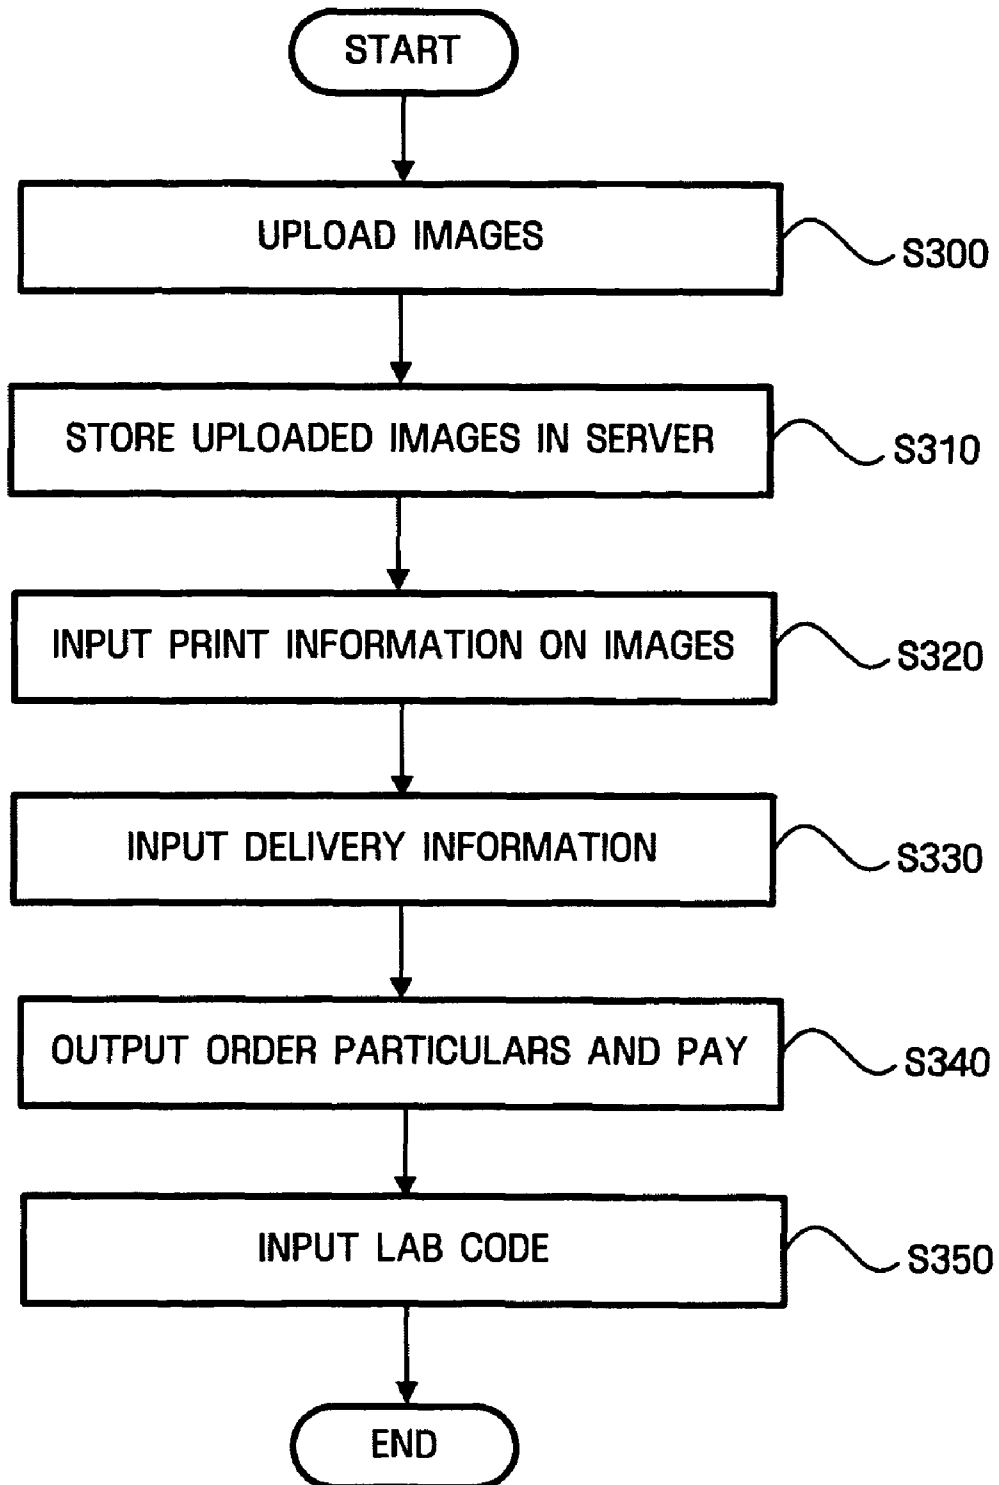 START
UPLOAD IMAGES
S300
STORE UPLOADED IMAGES IN SERVER
S310
INPUT PRINT INFORMATION ON IMAGES
S320
INPUT DELIVERY INFORMATION
S330
OUTPUT ORDER PARTICULARS AND PAY
S340
INPUT LAB CODE
S350
END